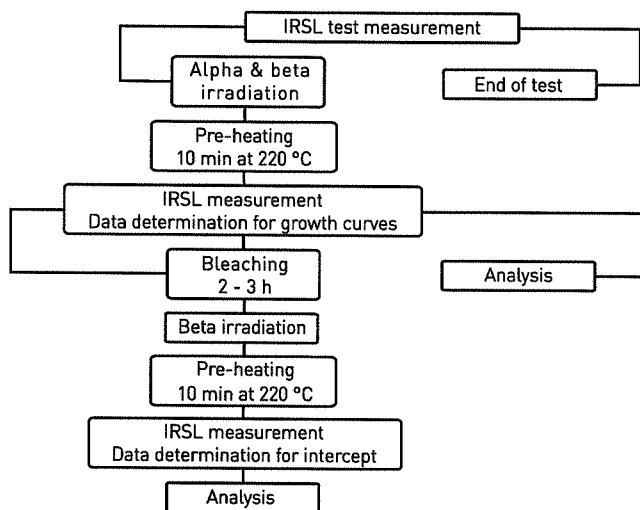 IRSL test measurement
Alpha & beta
irradiation
End of test
Pre-heating
10 min at 220 °C
IRSL measurement
Data determination for growth curves
Bleaching
2 - 3 h
Analysis
Beta irradiation
Pre-heating
10 min at 220 °C
IRSL measurement
Data determination for intercept
Analysis